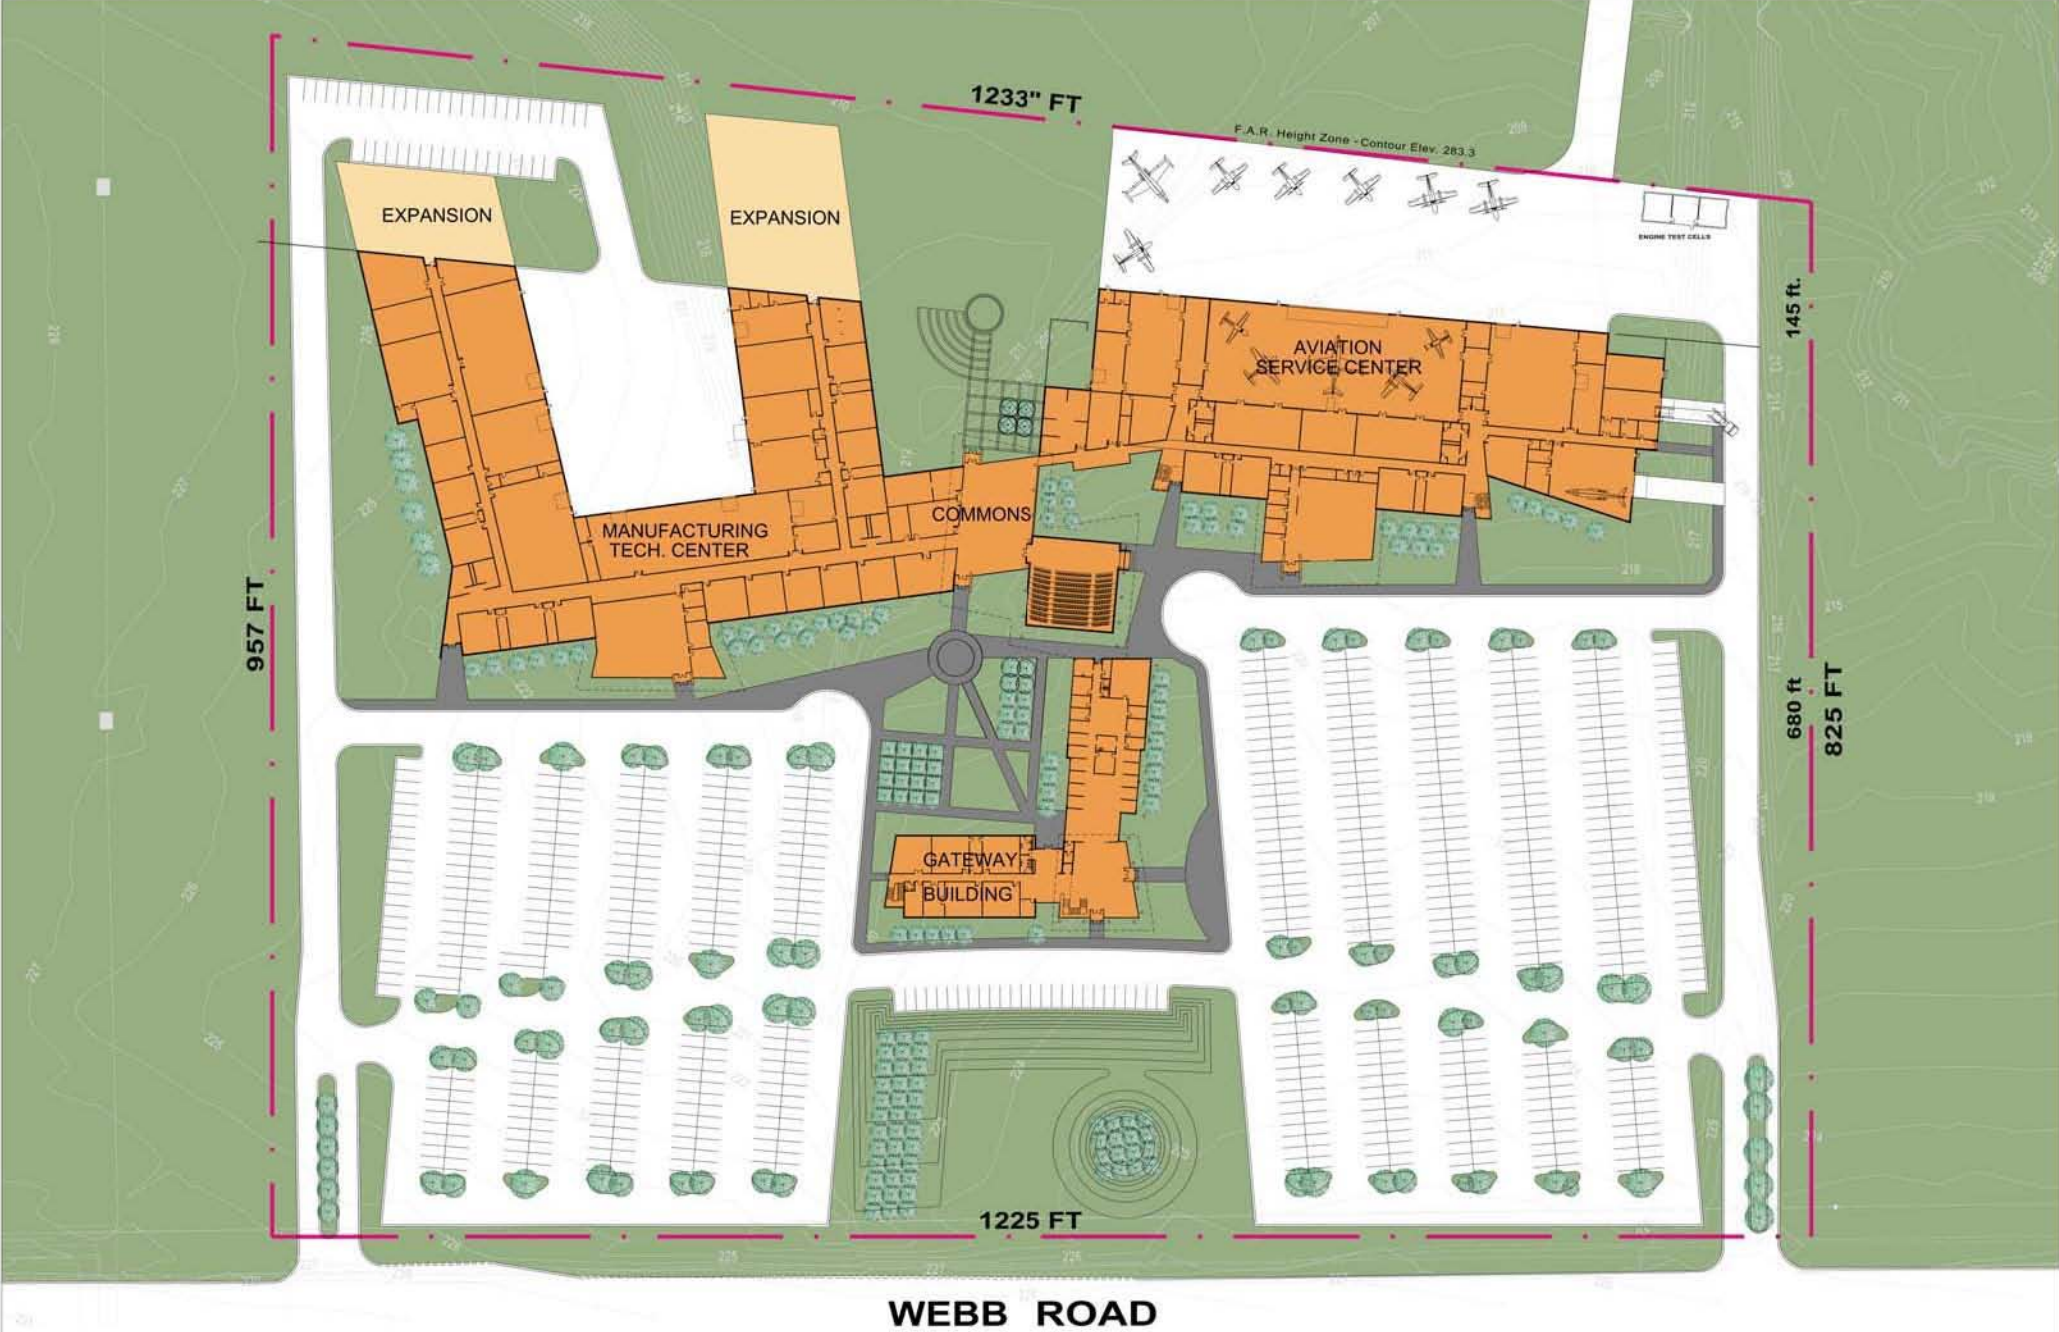 1233" FT
F.A.R. Height Zone - Contour Elev. 283.3
EXPANSION
EXPANSION
ENGINE TEST CELLS
145 ft.
AVIATION
SERVICE CENTER
COMMONS
MANUFACTURING
TECH. CENTER
957 FT
680 ft
825 FT
GATEWAY
BUILDING
1225 FT
WEBB ROAD